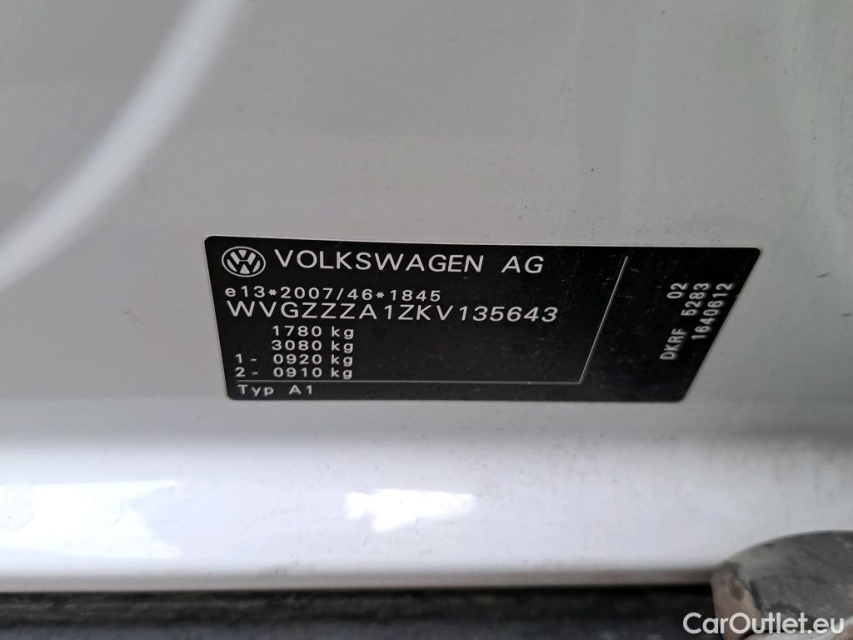 VOLKSWAGEN AG
e13*2007/46*1845
WVGZZZA1ZKV135643
1780 kg
3080 kg
1 - 0920 kg
2 - 0910 kg
Typ A1
02
DKRF 5283
1640612
CarOutlet.eu